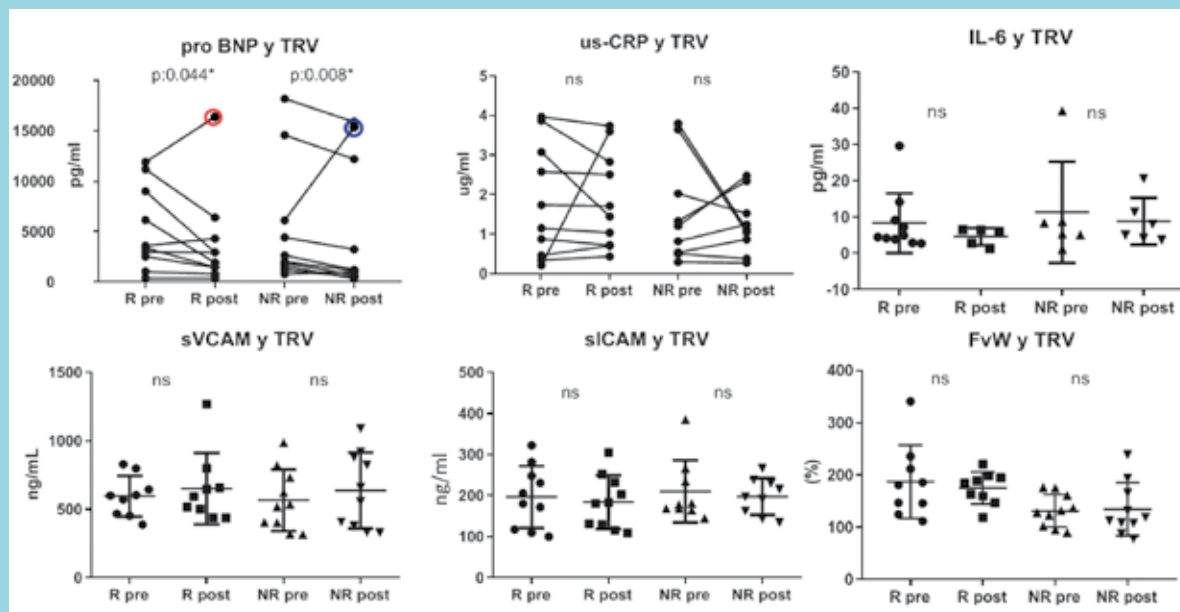 pro BNP y TRV
p:0.044*
p:0.008*
20000
15000
10000
5000
0
pg/ml
R pre
R post
NR pre
NR post
us-CRP y TRV
ns
ns
5
4
3
2
1
0
ug/ml
R pre
R post
NR pre
NR post
IL-6 y TRV
ns
ns
50
40
30
20
10
0
-10
pg/ml
R pre
R post
NR pre
NR post
sVCAM y TRV
ns
ns
1500
1000
500
0
ng/mL
R pre
R post
NR pre
NR post
sICAM y TRV
ns
ns
500
400
300
200
100
0
ng/ml
R pre
R post
NR pre
NR post
FvW y TRV
ns
ns
400
300
200
100
0
(%)
R pre
R post
NR pre
NR post